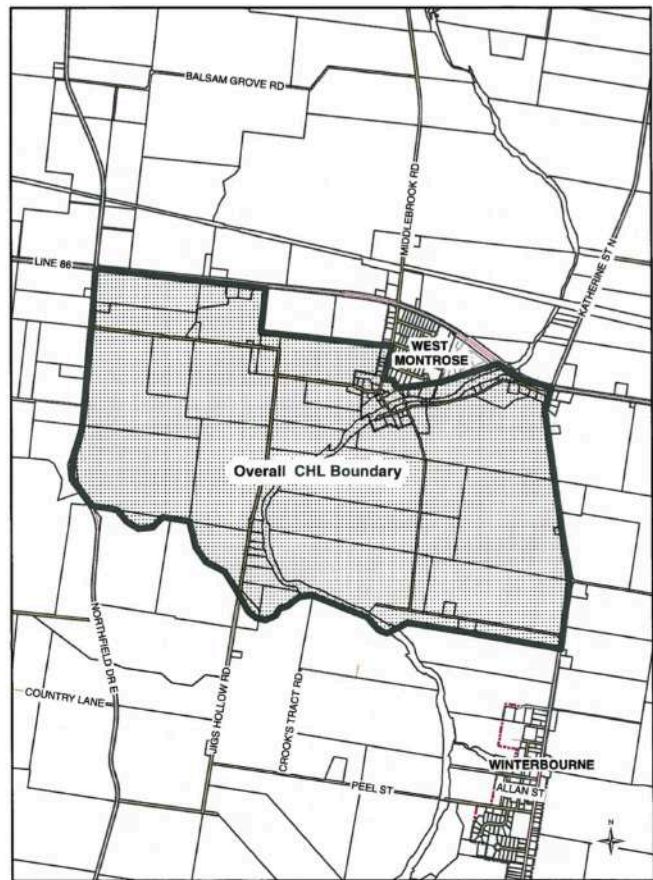 BALSAM GROVE RD
MIDDLEBROOK RD
KATHERINE ST N
LINE 86
WEST
MONTROSE
Overall CHL Boundary
NORTHFIELD DR E
JIGS HOLLOW RD
CROOK'S TRACT RD
COUNTRY LANE
PEEL ST
WINTERBOURNE
ALLAN ST
N